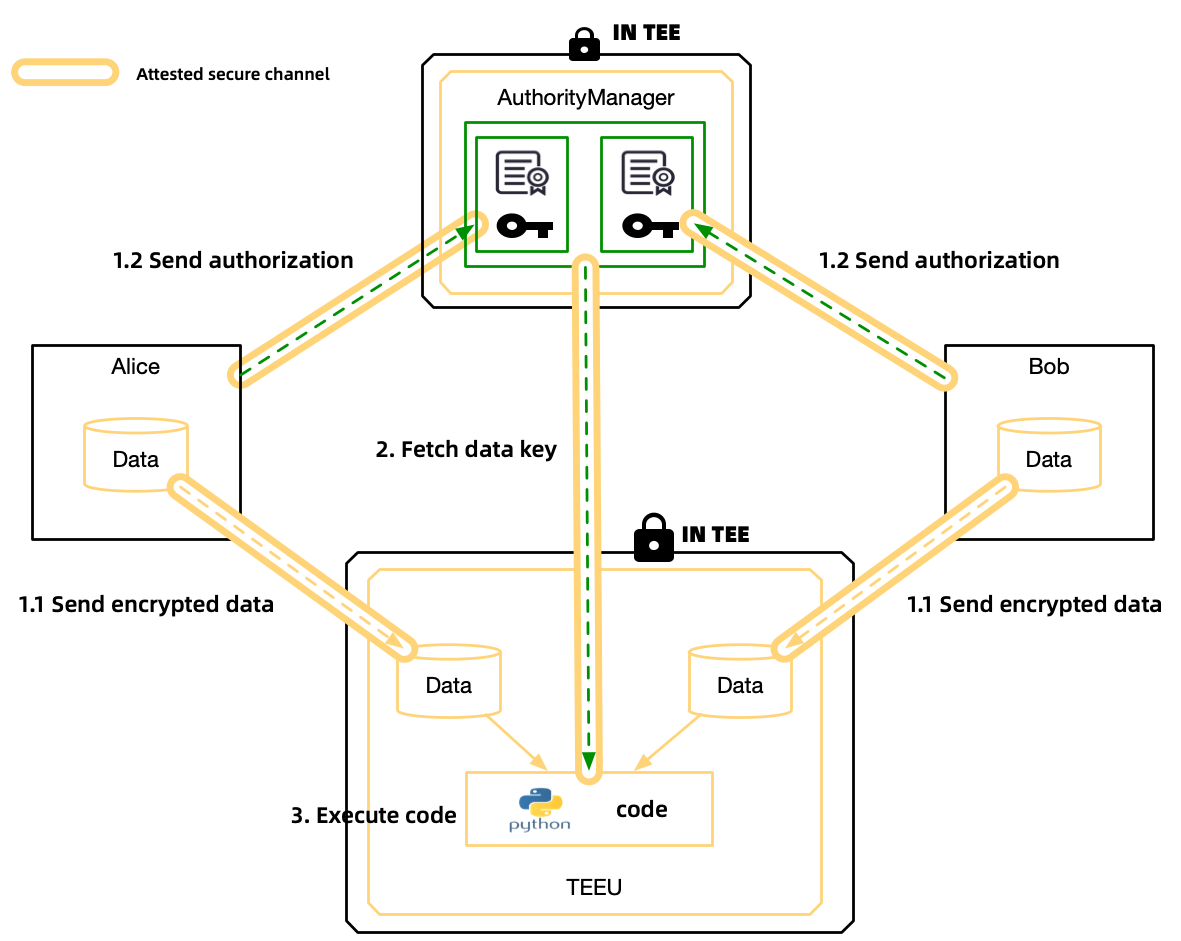 IN TEE
Attested secure channel
AuthorityManager
1.2 Send authorization
1.2 Send authorization
Alice
Bob
Data
Data
2. Fetch data key
IN TEE
1.1 Send encrypted data
1.1 Send encrypted data
Data
Data
3. Execute code
python
code
TEEU